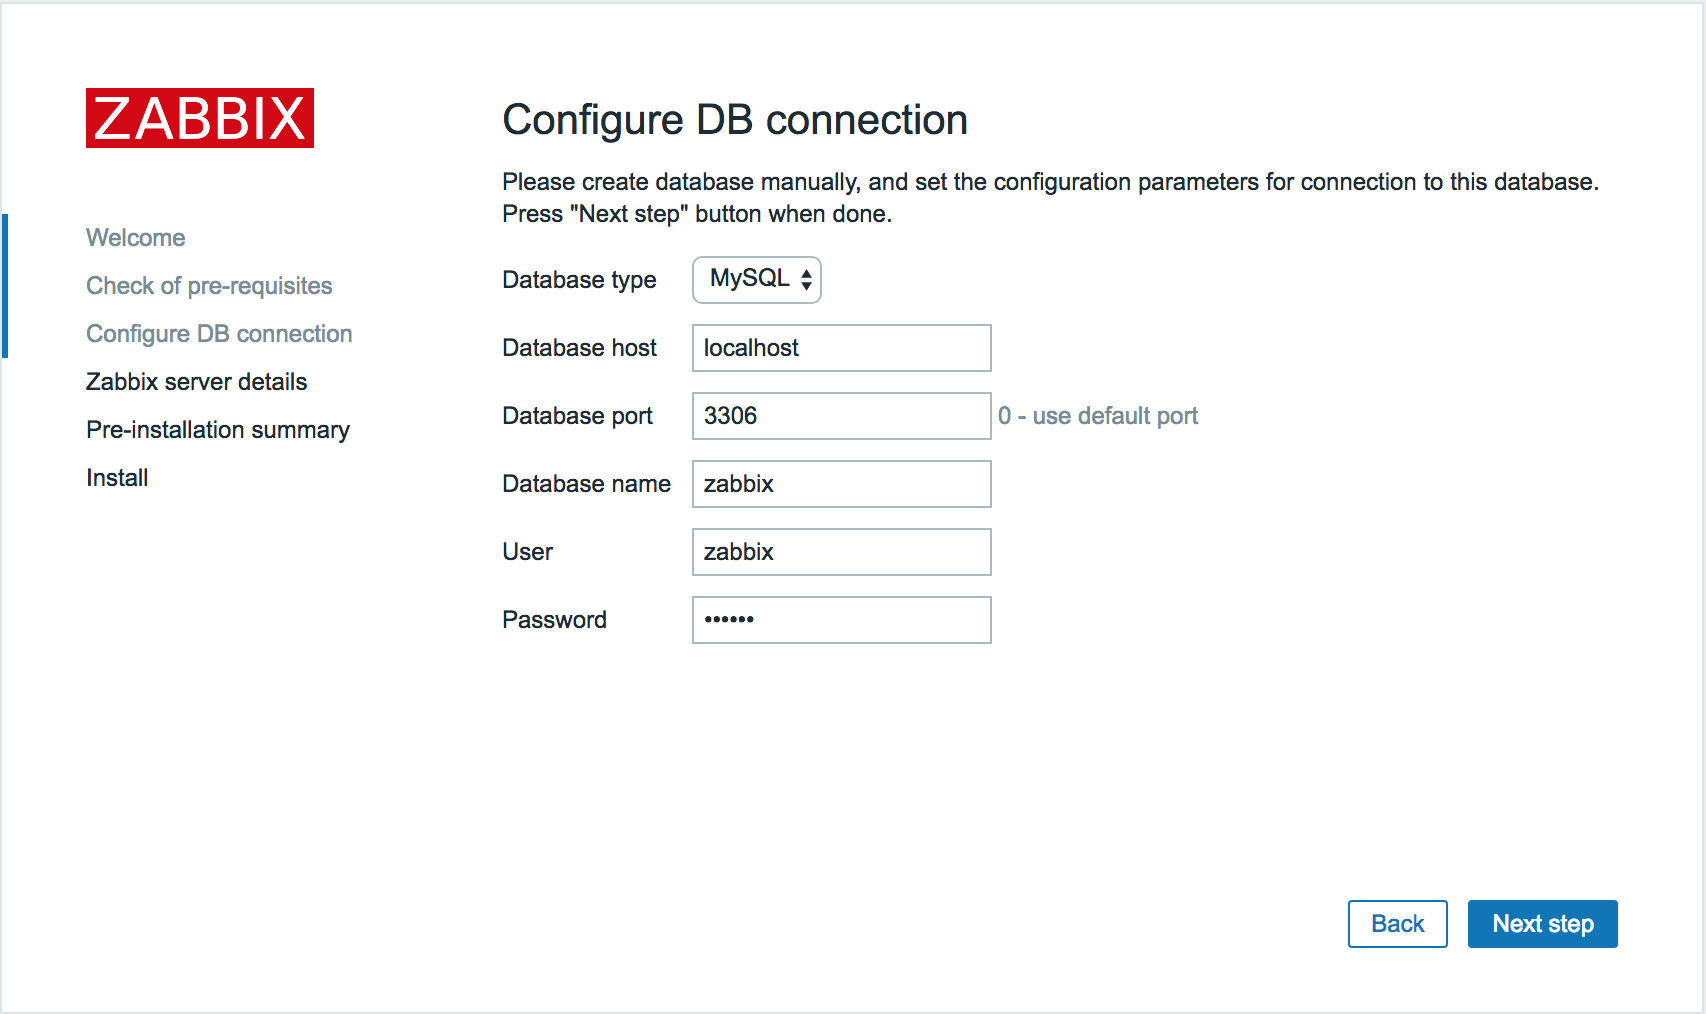 ZABBIX
Welcome
Check of pre-requisites
Configure DB connection
Zabbix server details
Pre-installation summary
Install
Configure DB connection
Please create database manually, and set the configuration parameters for connection to this database.
Press "Next step" button when done.
Database type MySQL
Database host localhost
Database port 3306 0 - use default port
Database name zabbix
User zabbix
Password ••••••
Back Next step